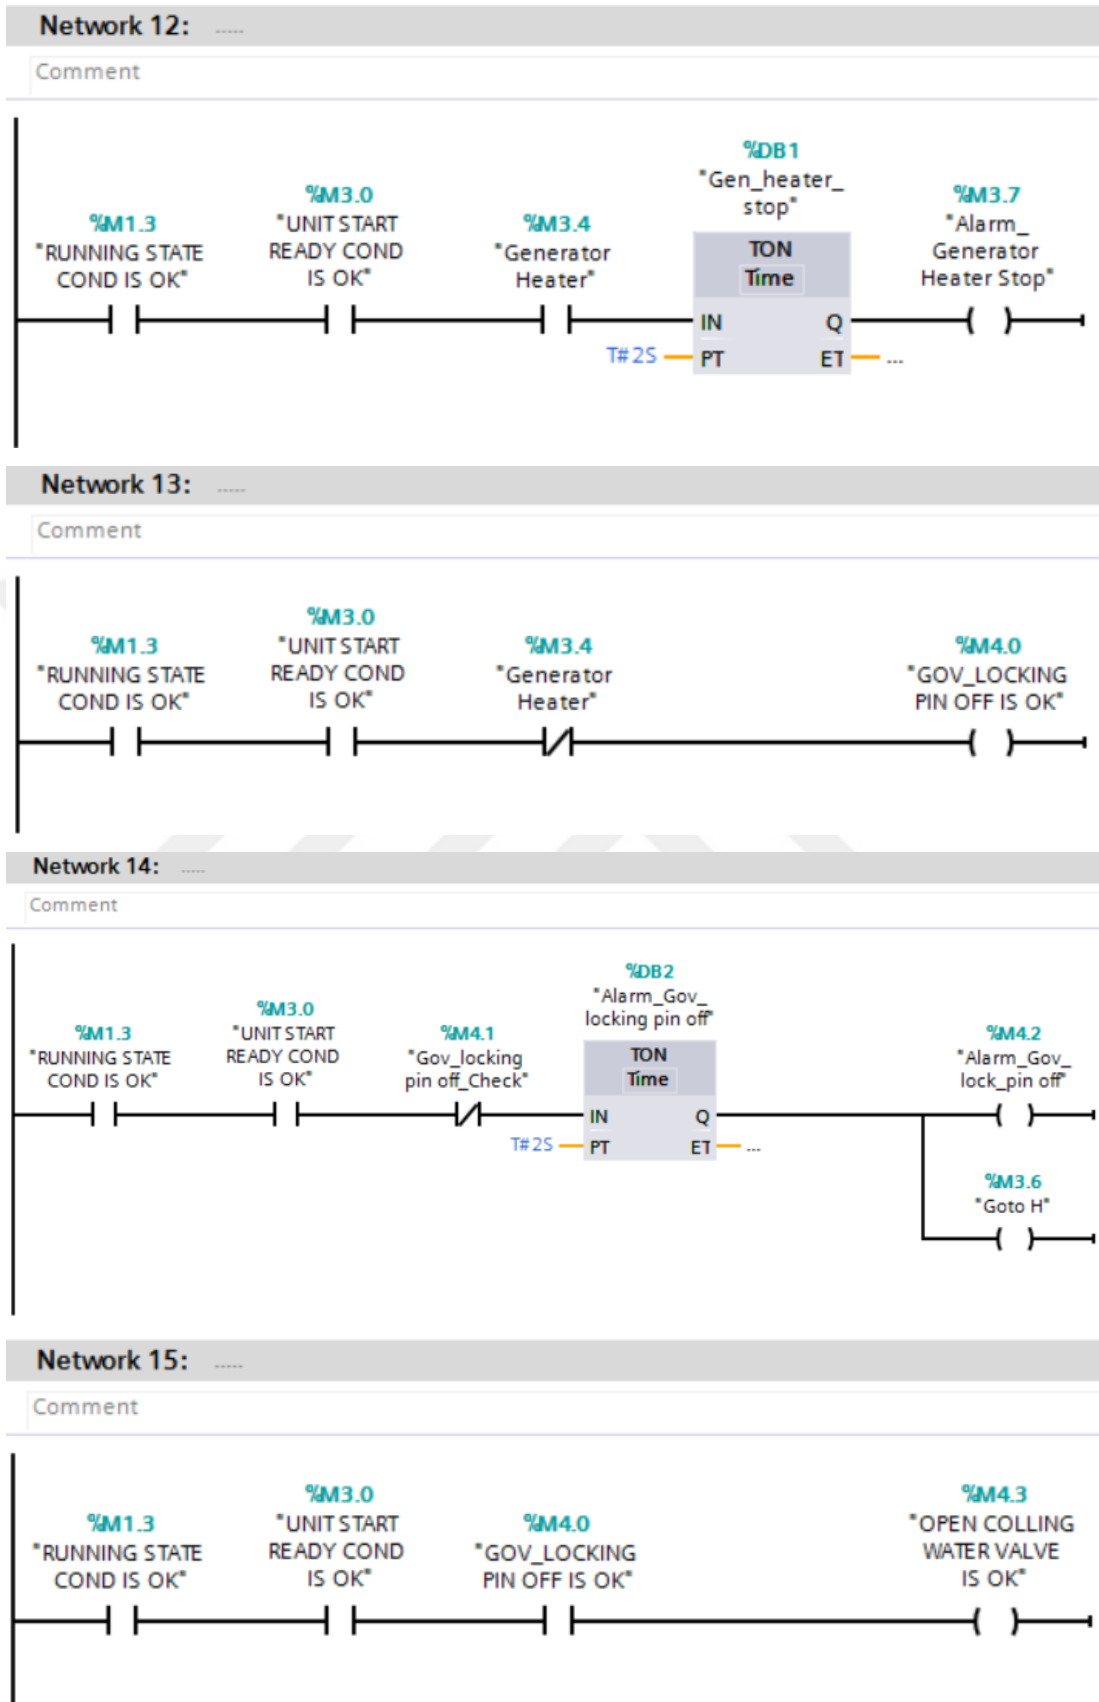 Network 12: .....
Comment
%DB1
"Gen_heater_
stop"
%M3.0
%M3.7
"UNIT START
"Alarm_
%M1.3
READY COND
%M3.4
Generator
"RUNNING STATE
IS OK"
"Generator
Heater Stop"
COND IS OK"
Heater"
TON
Time
IN Q
T#2S PT ET ...
Network 13: .....
Comment
%M3.0
%M1.3
"UNIT START
%M3.4
%M4.0
"RUNNING STATE
READY COND
"Generator
"GOV_LOCKING
COND IS OK"
IS OK"
Heater"
PIN OFF IS OK"
Network 14: .....
Comment
%DB2
"Alarm_Gov_
locking pin off"
%M3.0
%M1.3
"UNIT START
%M4.1
%M4.2
"RUNNING STATE
READY COND
"Gov_locking
"Alarm_Gov_
COND IS OK"
IS OK"
pin off_Check"
lock_pin off"
TON
Time
IN Q
T#2S PT ET ...
%M3.6
"Goto H"
Network 15: .....
Comment
%M3.0
%M4.3
%M1.3
"UNIT START
%M4.0
"OPEN COLLING
"RUNNING STATE
READY COND
"GOV_LOCKING
WATER VALVE
COND IS OK"
IS OK"
PIN OFF IS OK"
IS OK"